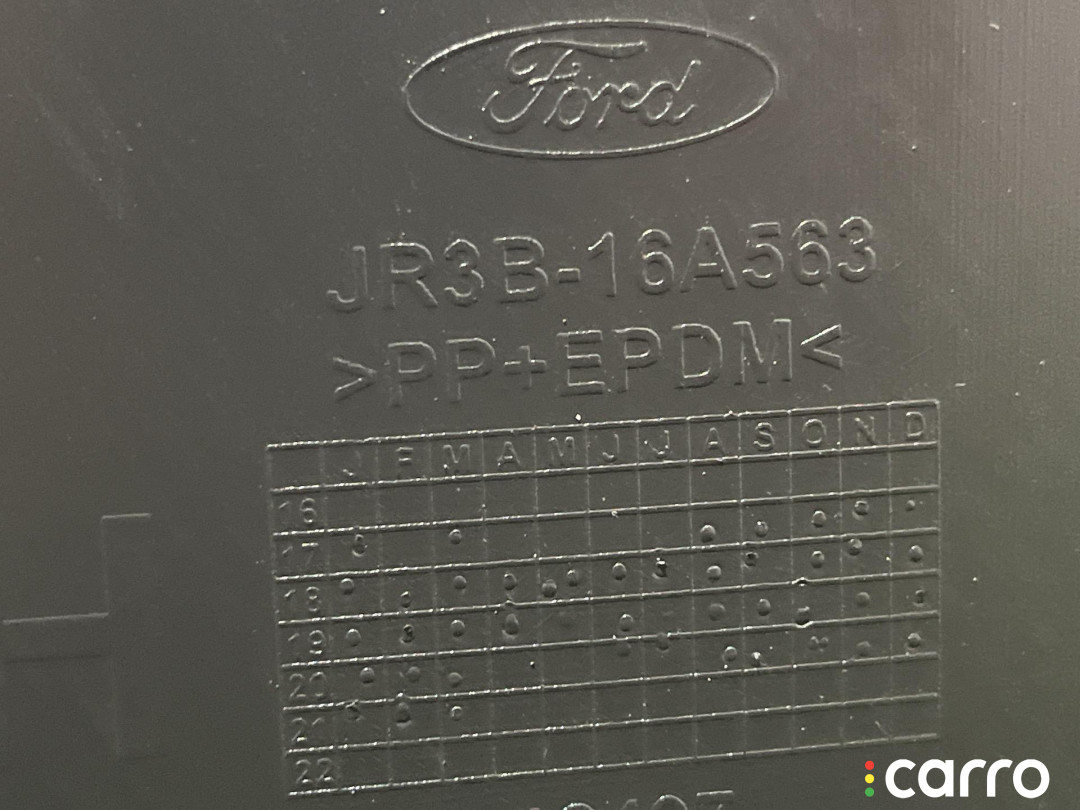 Ford
JR3B-16A563
>PP+EPDM<
J F M A M J J A S O N D
16
17
18
19
20
21
22
carro